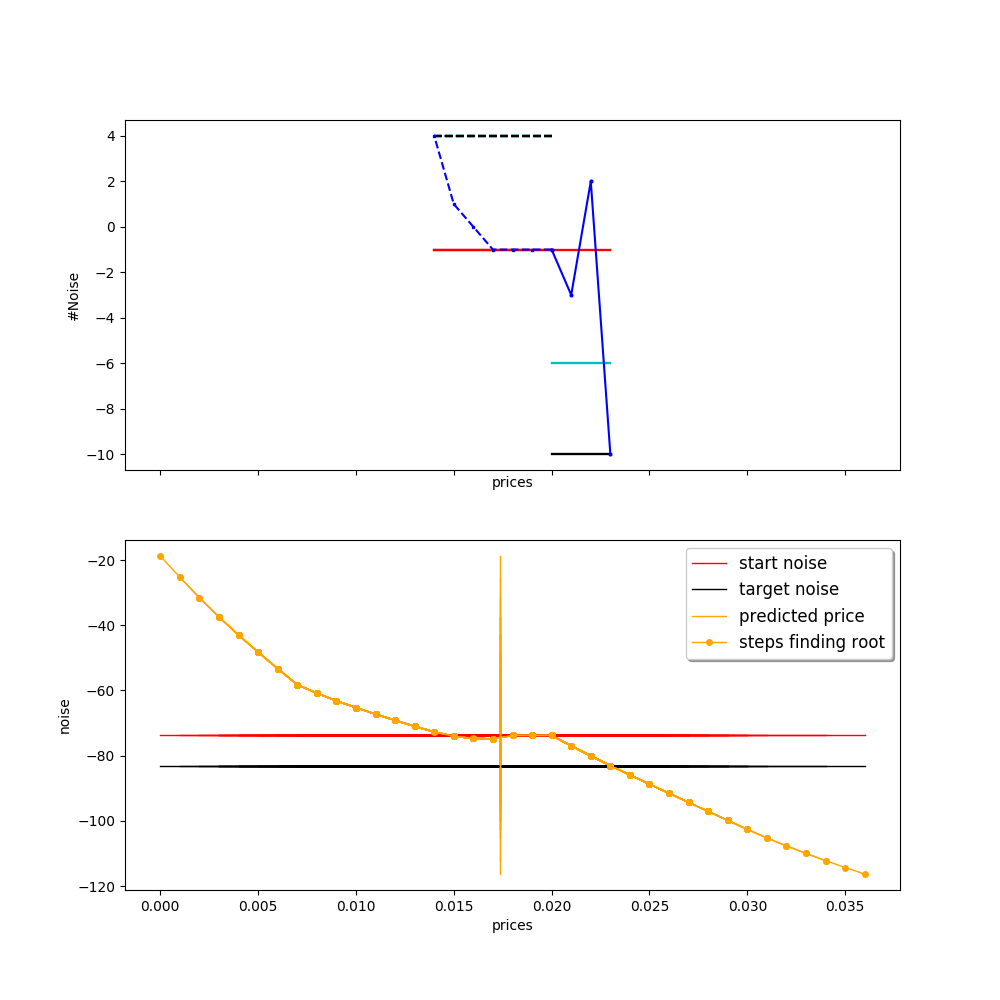 4
2
0
−2
−4
−6
−8
−10
#Noise
prices
−20
−40
−60
−80
−100
−120
noise
start noise
target noise
predicted price
steps finding root
0.000 0.005 0.010 0.015 0.020 0.025 0.030 0.035
prices